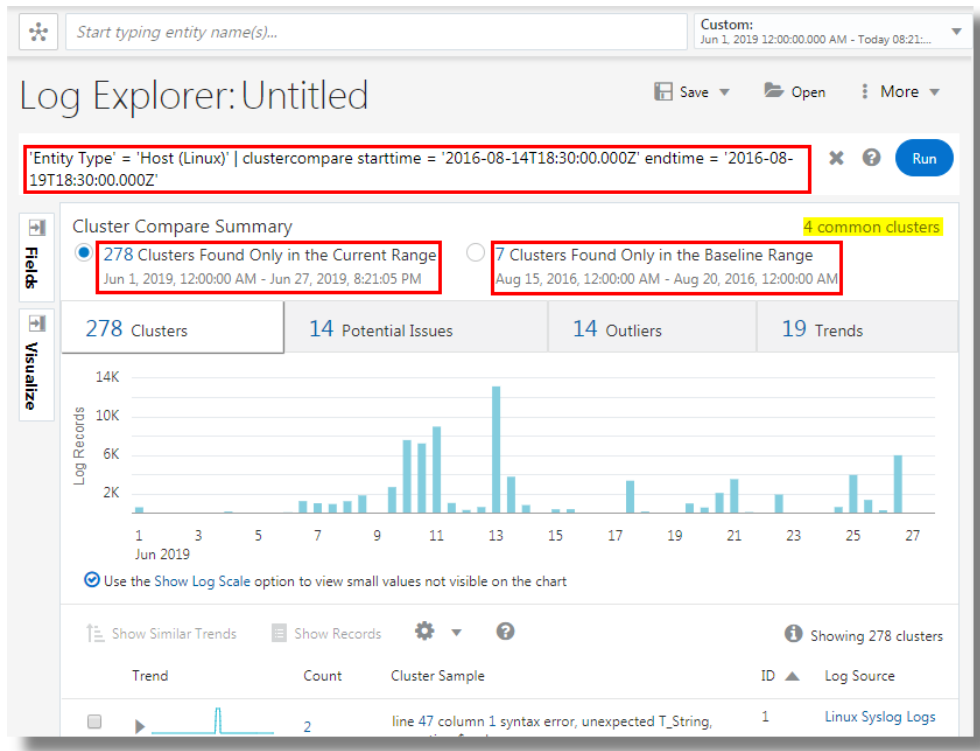 Start typing entity name(s)...
Custom:
Jun 1, 2019 12:00:00.000 AM - Today 08:21:...
Log Explorer: Untitled
Save
Open
More
'Entity Type' = 'Host (Linux)' | clustercompare starttime = '2016-08-14T18:30:00.000Z' endtime = '2016-08-
19T18:30:00.000Z'
Run
Fields
Visualize
Cluster Compare Summary
4 common clusters
278 Clusters Found Only in the Current Range
Jun 1, 2019, 12:00:00 AM - Jun 27, 2019, 8:21:05 PM
7 Clusters Found Only in the Baseline Range
Aug 15, 2016, 12:00:00 AM - Aug 20, 2016, 12:00:00 AM
278 Clusters
14 Potential Issues
14 Outliers
19 Trends
Log Records
14K
10K
6K
2K
1 3 5 7 9 11 13 15 17 19 21 23 25 27
Jun 2019
Use the Show Log Scale option to view small values not visible on the chart
Show Similar Trends
Show Records
Showing 278 clusters
Trend Count Cluster Sample ID Log Source
2
line 47 column 1 syntax error, unexpected T_String,
1
Linux Syslog Logs